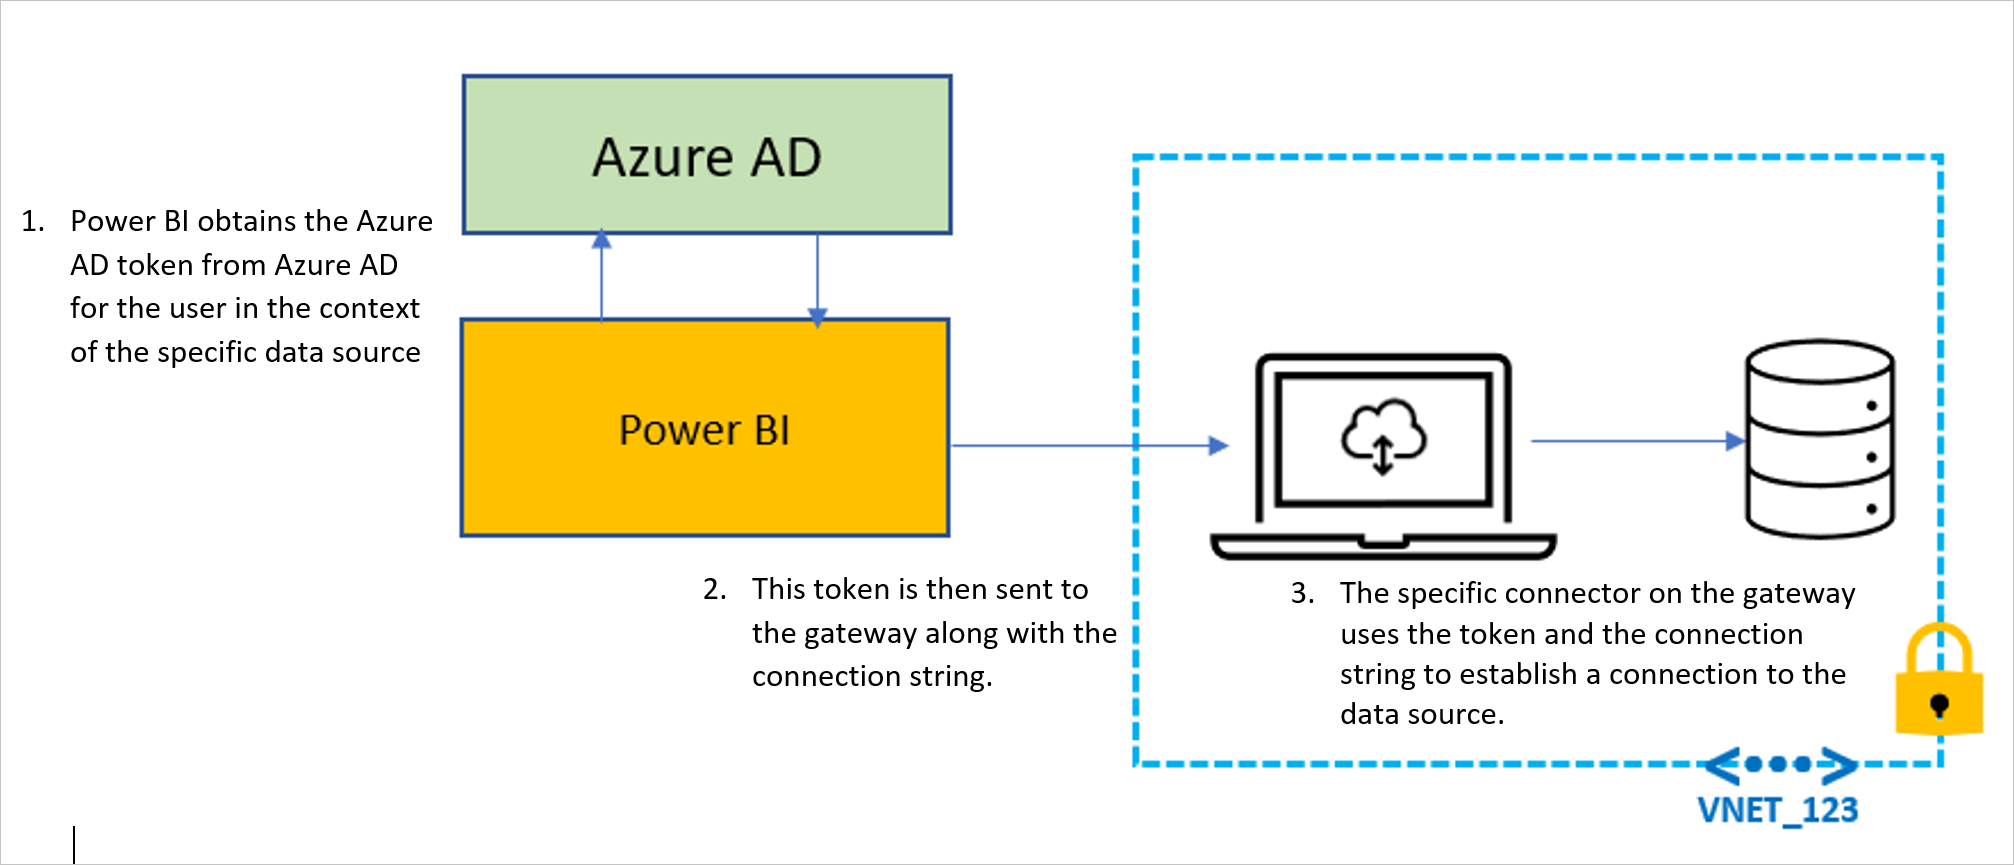 Azure AD
1. Power BI obtains the Azure
AD token from Azure AD
for the user in the context
of the specific data source
Power BI
2. This token is then sent to
the gateway along with the
connection string.
3. The specific connector on the gateway
uses the token and the connection
string to establish a connection to the
data source.
VNET_123